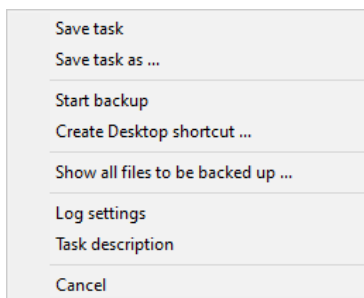 Save task
Save task as ...
Start backup
Create Desktop shortcut ...
Show all files to be backed up ...
Log settings
Task description
Cancel